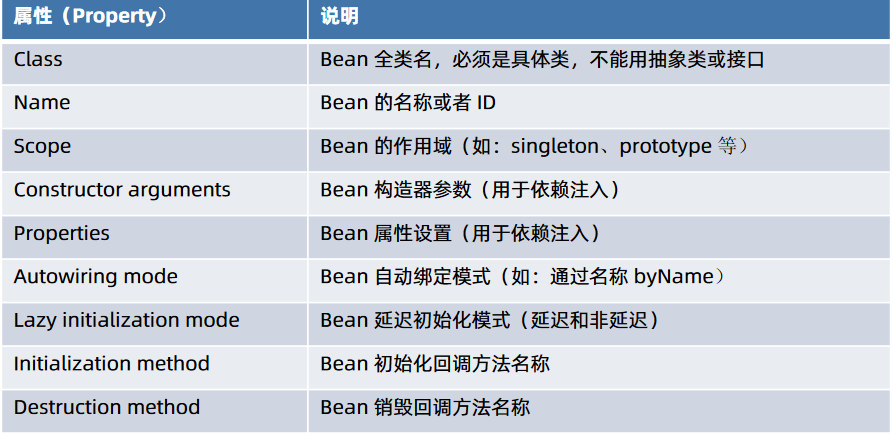 属性（Property） 说明
Class Bean 全类名，必须是具体类，不能用抽象类或接口
Name Bean 的名称或者 ID
Scope Bean 的作用域（如：singleton、prototype 等）
Constructor arguments Bean 构造器参数（用于依赖注入）
Properties Bean 属性设置（用于依赖注入）
Autowiring mode Bean 自动绑定模式（如：通过名称 byName）
Lazy initialization mode Bean 延迟初始化模式（延迟和非延迟）
Initialization method Bean 初始化回调方法名称
Destruction method Bean 销毁回调方法名称